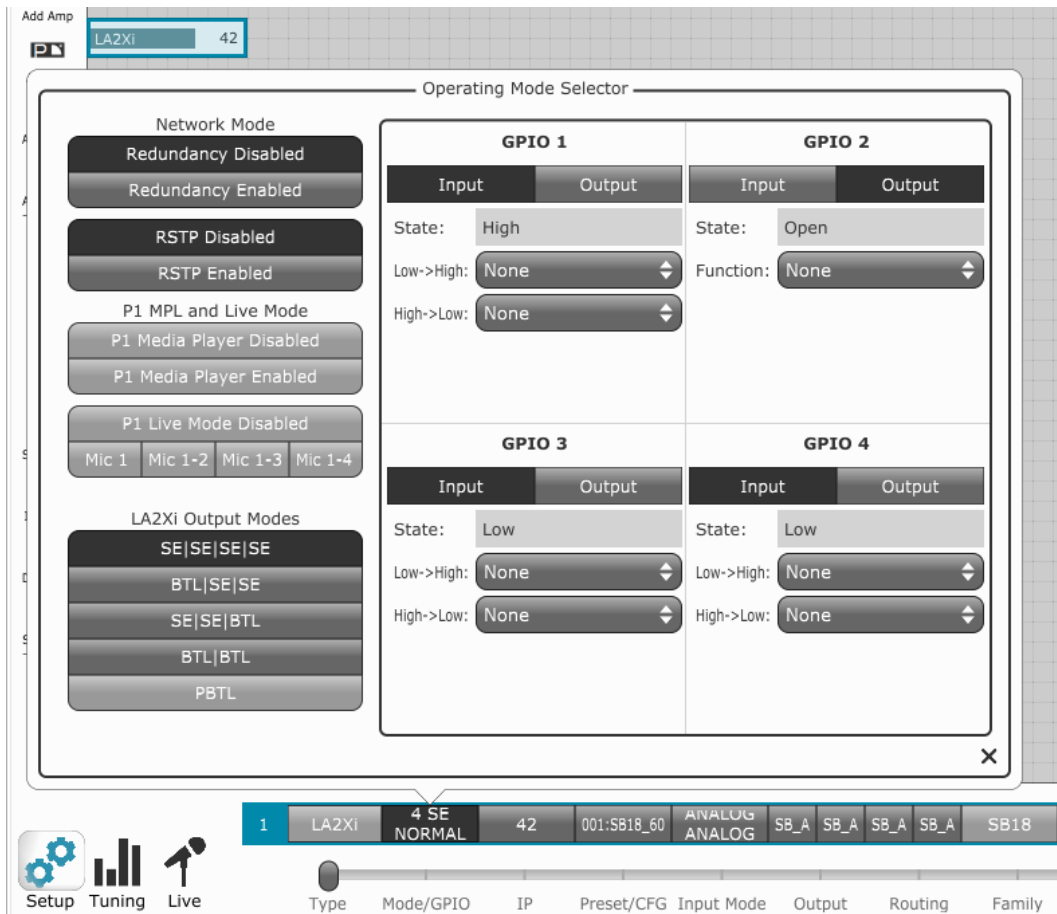 Add Amp
LA2Xi 42
Operating Mode Selector
Network Mode
Redundancy Disabled
Redundancy Enabled
RSTP Disabled
RSTP Enabled
P1 MPL and Live Mode
P1 Media Player Disabled
P1 Media Player Enabled
P1 Live Mode Disabled
Mic 1 Mic 1-2 Mic 1-3 Mic 1-4
LA2Xi Output Modes
SE|SE|SE|SE
BTL|SE|SE
SE|SE|BTL
BTL|BTL
PBTL
GPIO 1
Input Output
State: High
Low->High: None
High->Low: None
GPIO 2
Input Output
State: Open
Function: None
GPIO 3
Input Output
State: Low
Low->High: None
High->Low: None
GPIO 4
Input Output
State: Low
Low->High: None
High->Low: None
1 LA2Xi 4 SE NORMAL 42 001:SB18_60 ANALOG ANALOG SB_A SB_A SB_A SB_A SB18
Setup Tuning Live
Type Mode/GPIO IP Preset/CFG Input Mode Output Routing Family